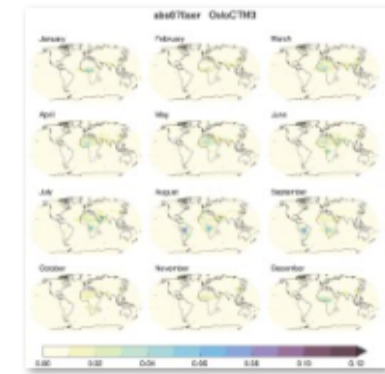 OsloCTM3
January February March
April May June
July August September
October November December
0.00 0.02 0.04 0.06 0.08 0.10 0.12